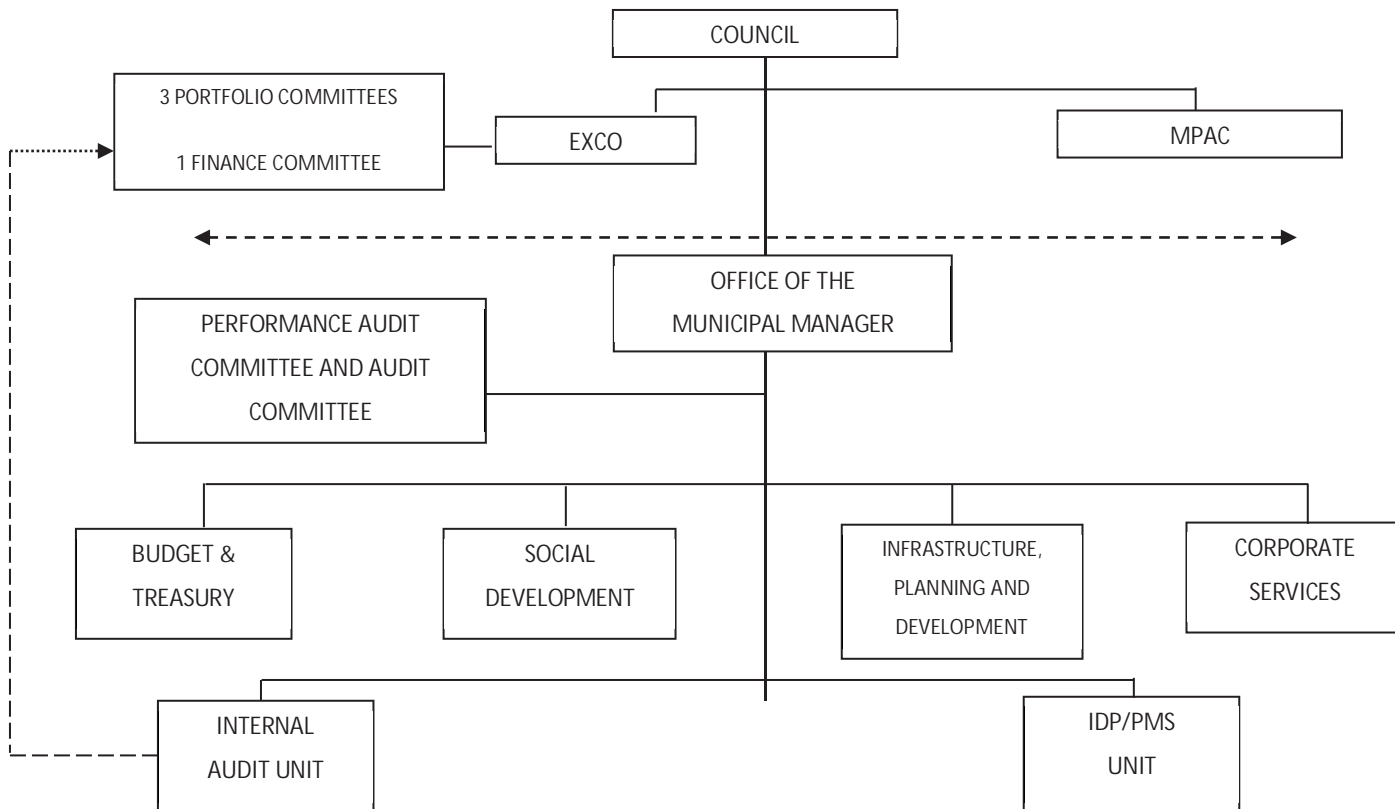 COUNCIL
3 PORTFOLIO COMMITTEES
1 FINANCE COMMITTEE
EXCO
MPAC
OFFICE OF THE
MUNICIPAL MANAGER
PERFORMANCE AUDIT
COMMITTEE AND AUDIT
COMMITTEE
BUDGET &
TREASURY
SOCIAL
DEVELOPMENT
INFRASTRUCTURE,
PLANNING AND
DEVELOPMENT
CORPORATE
SERVICES
INTERNAL
AUDIT UNIT
IDP/PMS
UNIT